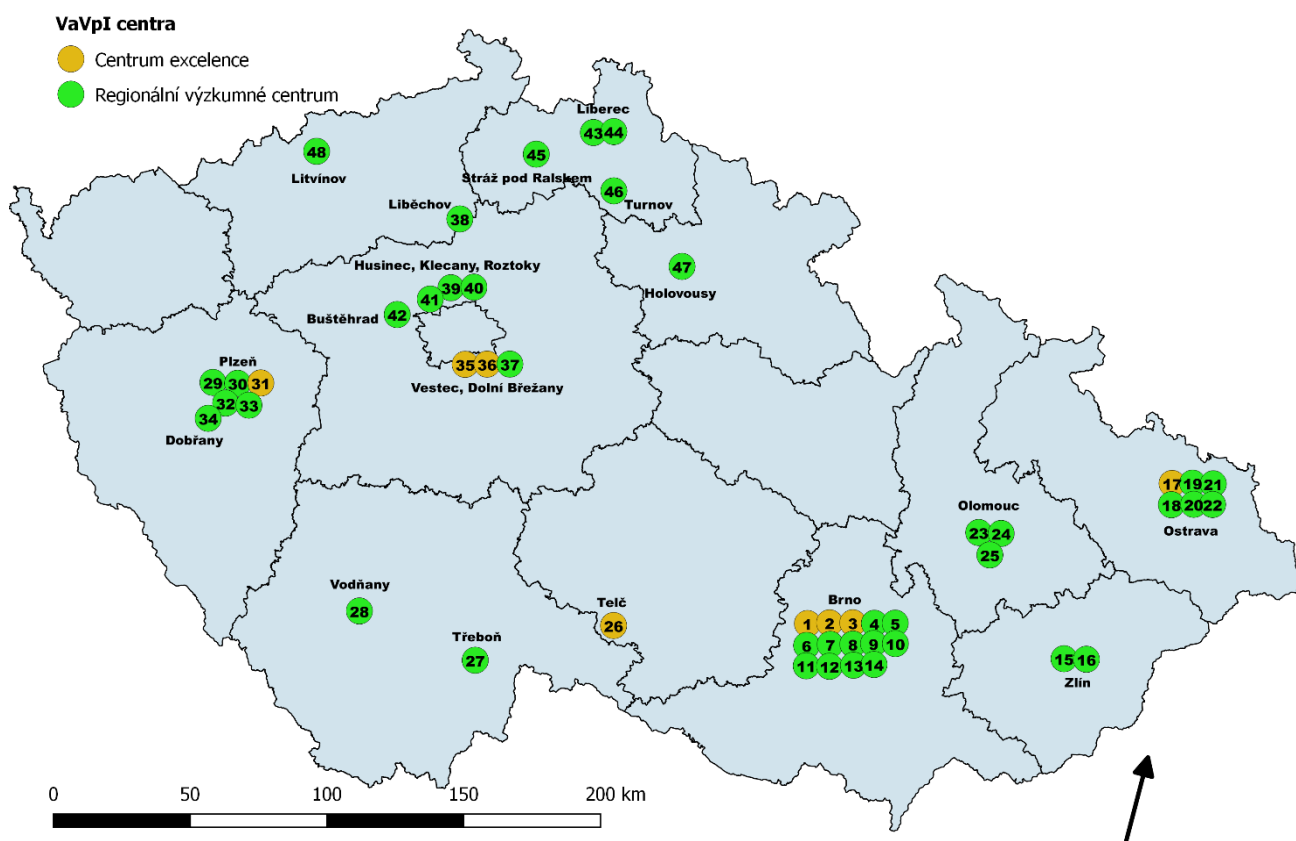 VaVpI centra
Centrum excelence
Regionální výzkumné centrum
Liberec
43 44
48
45
Litvínov
Stráž pod Ralskem
46
Liběchov
Turnov
38
Husinec, Klecany, Roztoky
47
41 39 40
Holovousy
Buštěhrad
42
Plzeň
35 36 37
29 30 31
Vestec, Dolní Břežany
32 33
34
Dobřany
17 19 21
18 20 22
Olomouc
Ostrava
23 24
25
Vodňany
28
Telč
26
Brno
1 2 3 4 5
6 7 8 9 10
11 12 13 14
Třeboň
27
15 16
Zlín
0 50 100 150 200 km